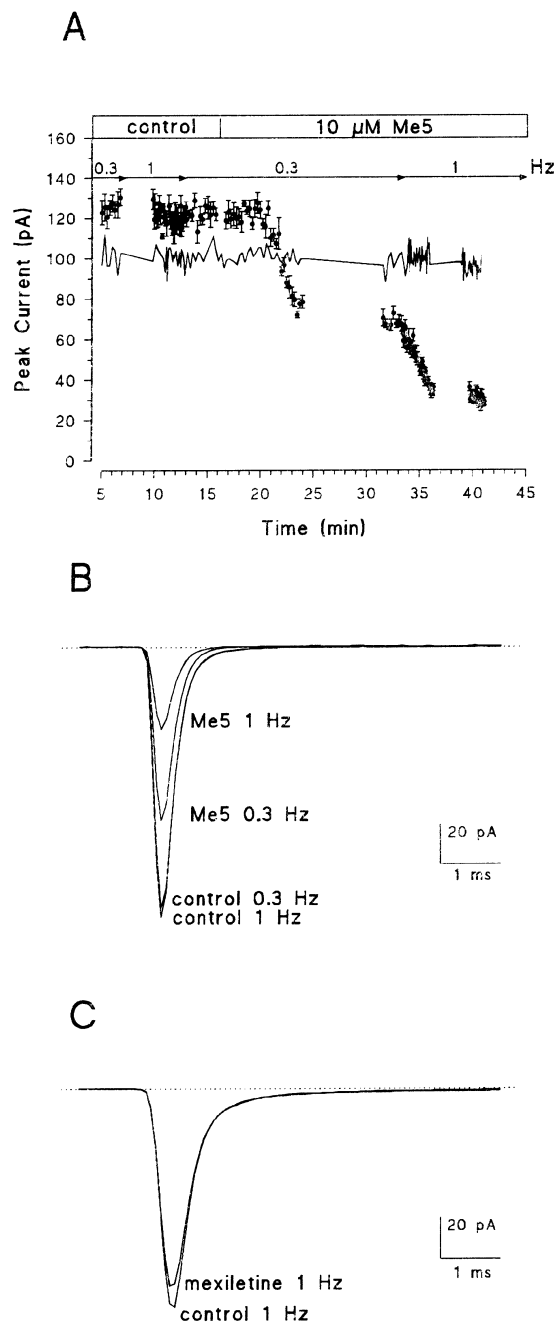 A
control 10 µM Me5
0.3 1 0.3 1 Hz
160
140
120
100
80
60
40
20
0
Peak Current (pA)
5 10 15 20 25 30 35 40 45
Time (min)
B
Me5 1 Hz
Me5 0.3 Hz
20 pA
1 ms
control 0.3 Hz
control 1 Hz
C
20 pA
1 ms
mexiletine 1 Hz
control 1 Hz